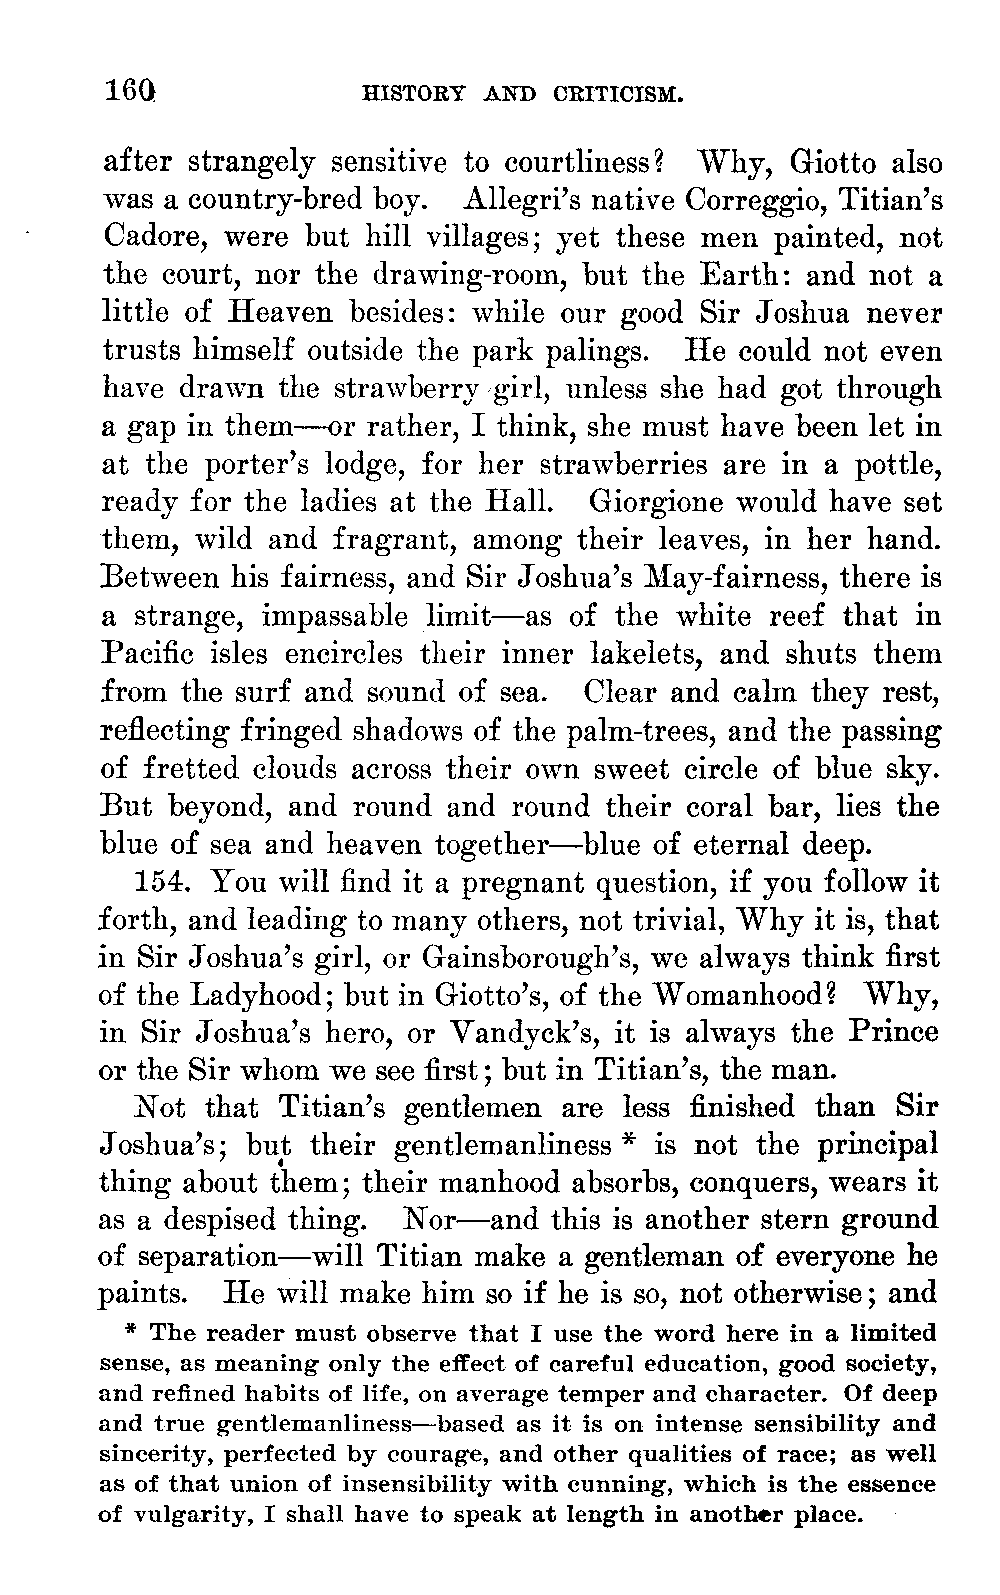 160 HISTORY AND CRITICISM.
after strangely sensitive to courtliness? Why, Giotto also
was a country-bred boy. Allegri's native Correggio, Titian's
Cadore, were but hill villages; yet these men painted, not
the court, nor the drawing-room, but the Earth: and not a
little of Heaven besides: while our good Sir Joshua never
trusts himself outside the park palings. He could not even
have drawn the strawberry girl, unless she had got through
a gap in them—or rather, I think, she must have been let in
at the porter's lodge, for her strawberries are in a pottle,
ready for the ladies at the Hall. Giorgione would have set
them, wild and fragrant, among their leaves, in her hand.
Between his fairness, and Sir Joshua's May-fairness, there is
a strange, impassable limit—as of the white reef that in
Pacific isles encircles their inner lakelets, and shuts them
from the surf and sound of sea. Clear and calm they rest,
reflecting fringed shadows of the palm-trees, and the passing
of fretted clouds across their own sweet circle of blue sky.
But beyond, and round and round their coral bar, lies the
blue of sea and heaven together—blue of eternal deep.
154. You will find it a pregnant question, if you follow it
forth, and leading to many others, not trivial, Why it is, that
in Sir Joshua's girl, or Gainsborough's, we always think first
of the Ladyhood; but in Giotto's, of the Womanhood? Why,
in Sir Joshua's hero, or Vandyck's, it is always the Prince
or the Sir whom we see first; but in Titian's, the man.
Not that Titian's gentlemen are less finished than Sir
Joshua's; but their gentlemanliness * is not the principal
thing about them; their manhood absorbs, conquers, wears it
as a despised thing. Nor—and this is another stern ground
of separation—will Titian make a gentleman of everyone he
paints. He will make him so if he is so, not otherwise; and
* The reader must observe that I use the word here in a limited
sense, as meaning only the effect of careful education, good society,
and refined habits of life, on average temper and character. Of deep
and true gentlemanliness—based as it is on intense sensibility and
sincerity, perfected by courage, and other qualities of race; as well
as of that union of insensibility with cunning, which is the essence
of vulgarity, I shall have to speak at length in another place.